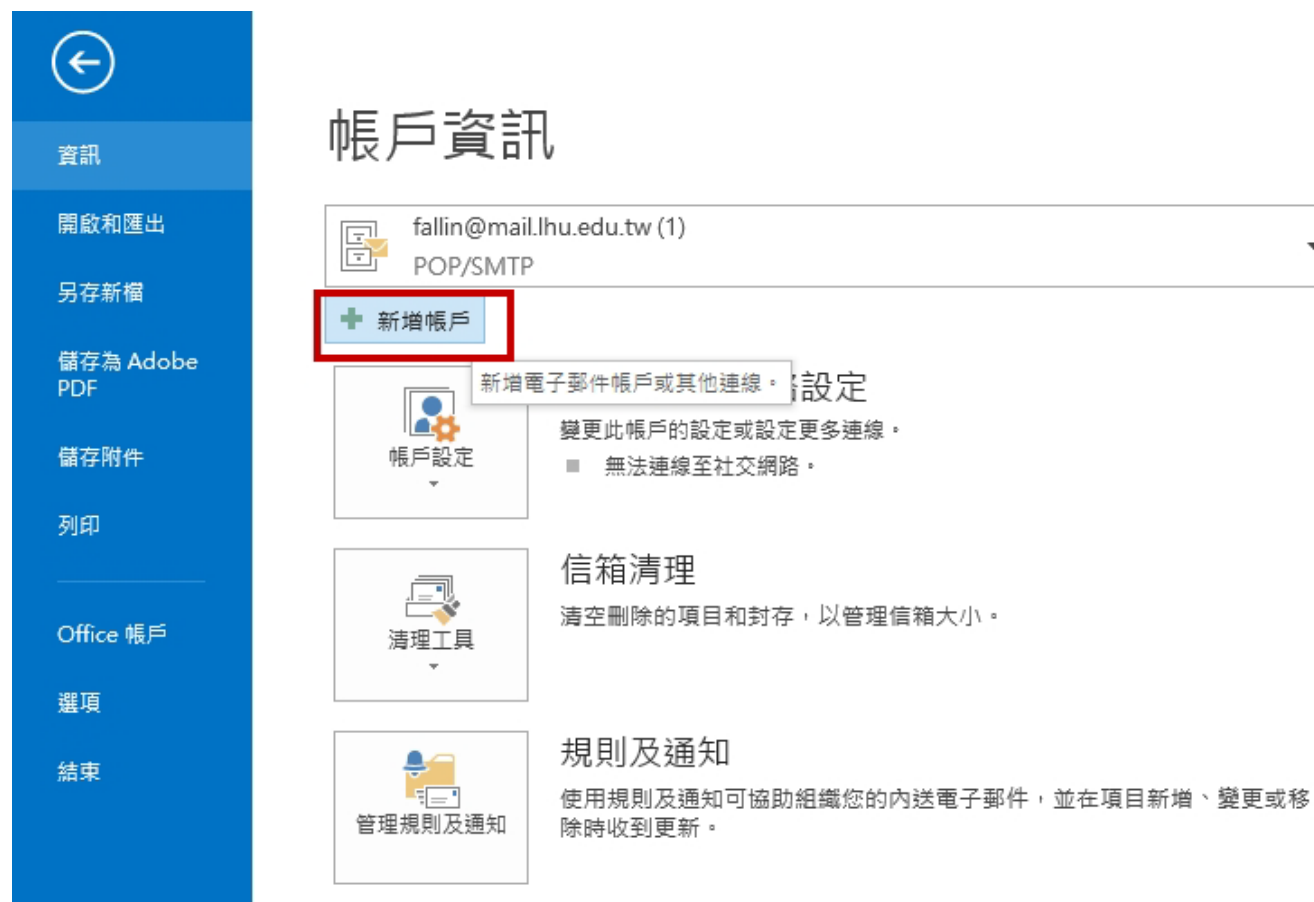 資訊
開啟和匯出
另存新檔
儲存為 Adobe
PDF
儲存附件
列印
Office 帳戶
選項
結束
帳戶資訊
fallin@mail.lhu.edu.tw (1)
POP/SMTP
新增帳戶
新增電子郵件帳戶或其他連線。
設定
帳戶設定
變更此帳戶的設定或設定更多連線。
無法連線至社交網路。
信箱清理
清理工具
清空刪除的項目和封存，以管理信箱大小。
規則及通知
管理規則及通知
使用規則及通知可協助組織您的內送電子郵件，並在項目新增、變更或移
除時收到更新。